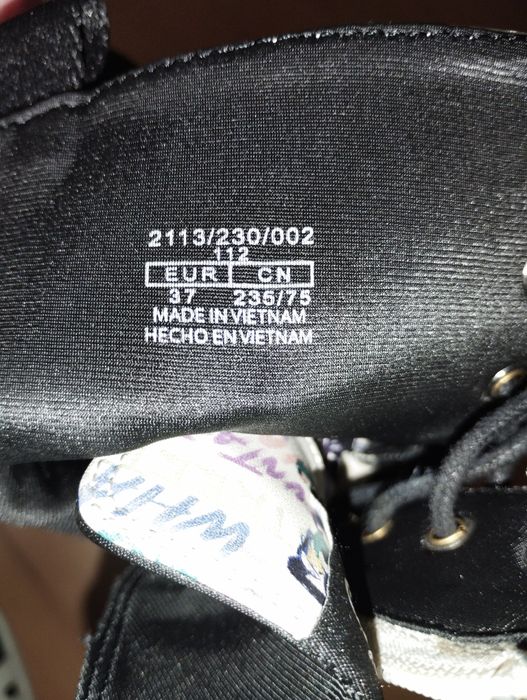 2113/230/002
112
EUR CN
37 235/75
MADE IN VIETNAM
HECHO EN VIETNAM